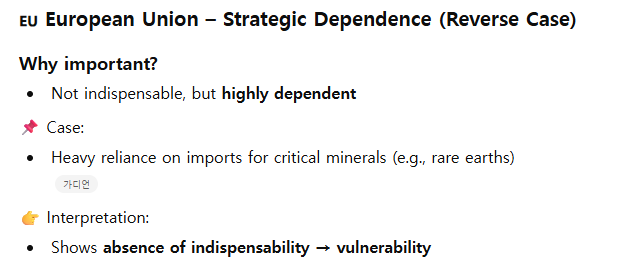 EU European Union – Strategic Dependence (Reverse Case)
Why important?
• Not indispensable, but highly dependent
📌 Case:
• Heavy reliance on imports for critical minerals (e.g., rare earths)
가디언
👉 Interpretation:
• Shows absence of indispensability → vulnerability